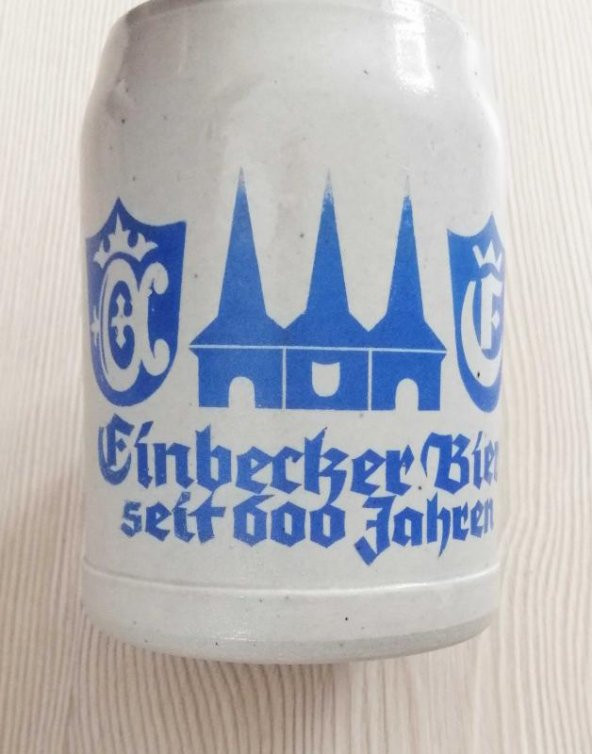 E
Einbecker Bier
seit 600 Jahren